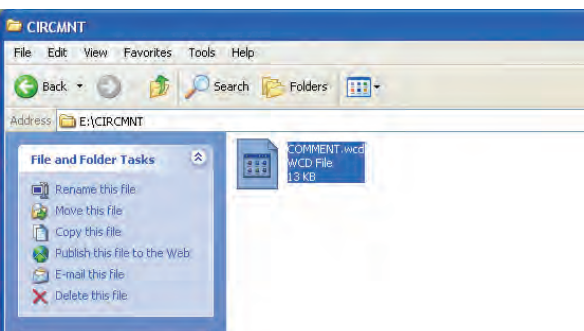 CIRCMNT
File Edit View Favorites Tools Help
Back Search Folders
Address E:\CIRCMNT
File and Folder Tasks
Rename this file
Move this file
Copy this file
Publish this file to the Web
E-mail this file
Delete this file
COMMENT.wcd
WCD File
13 KB